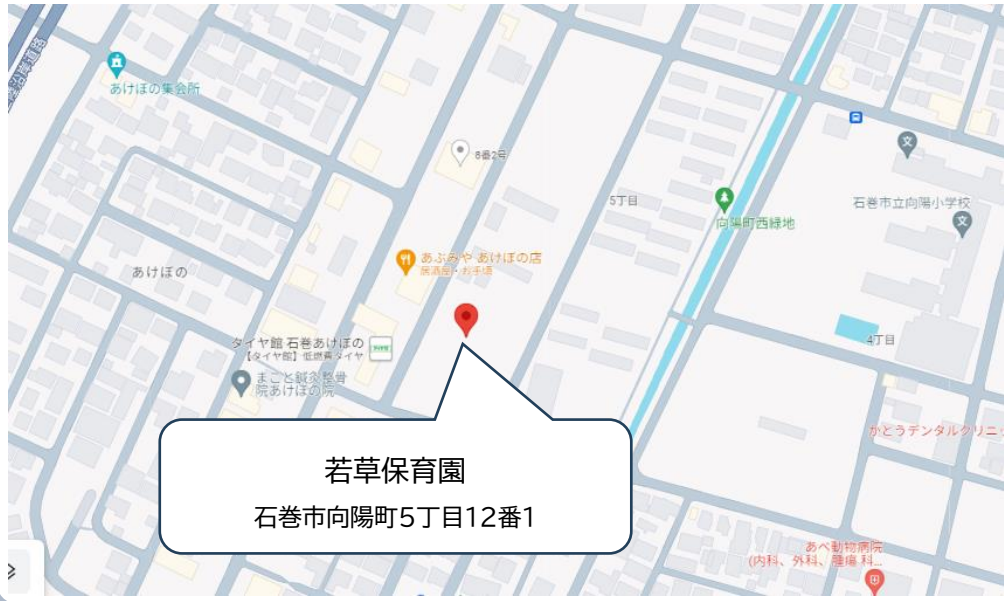 あけぼの集会所
8番2号
5丁目
向陽町西緑地
石巻市立向陽小学校
あぶみや あけぼの店
居酒屋・お手頃
あけぼの
タイヤ館 石巻あけぼの
【タイヤ館】低燃費タイヤ
まこと鍼灸整骨
院あけぼの院
4丁目
かとうデンタルクリニッ
若草保育園
石巻市向陽町5丁目12番1
あべ動物病院
(内科、外科、腫瘍 科...